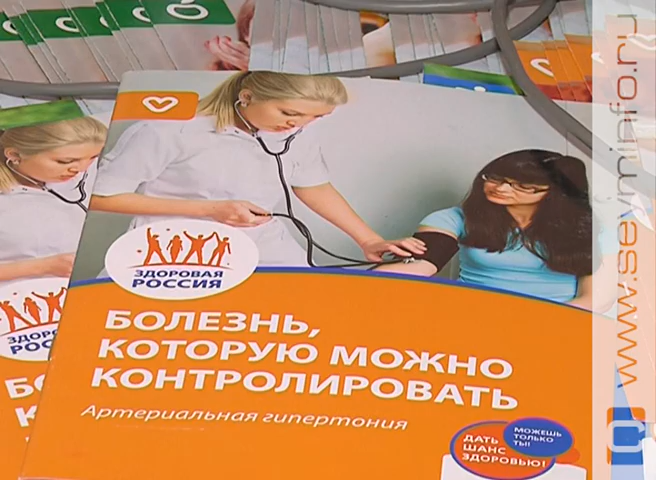 ЗДОРОВАЯ
РОССИЯ
БОЛЕЗНЬ,
КОТОРУЮ МОЖНО
КОНТРОЛИРОВАТЬ
Артериальная гипертония
ДАТЬ
ШАНС
ЗДОРОВЬЮ!
МОЖЕШЬ
ТОЛЬКО
ТЫ!
www.sevinfo.ru